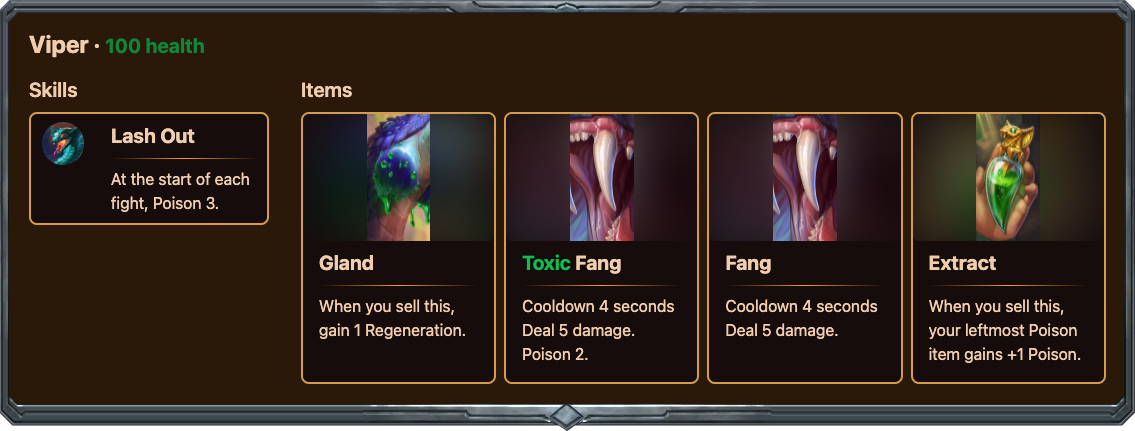 Viper · 100 health
Skills
Lash Out
At the start of each
fight, Poison 3.
Items
Gland
When you sell this,
gain 1 Regeneration.
Toxic Fang
Cooldown 4 seconds
Deal 5 damage.
Poison 2.
Fang
Cooldown 4 seconds
Deal 5 damage.
Extract
When you sell this,
your leftmost Poison
item gains +1 Poison.